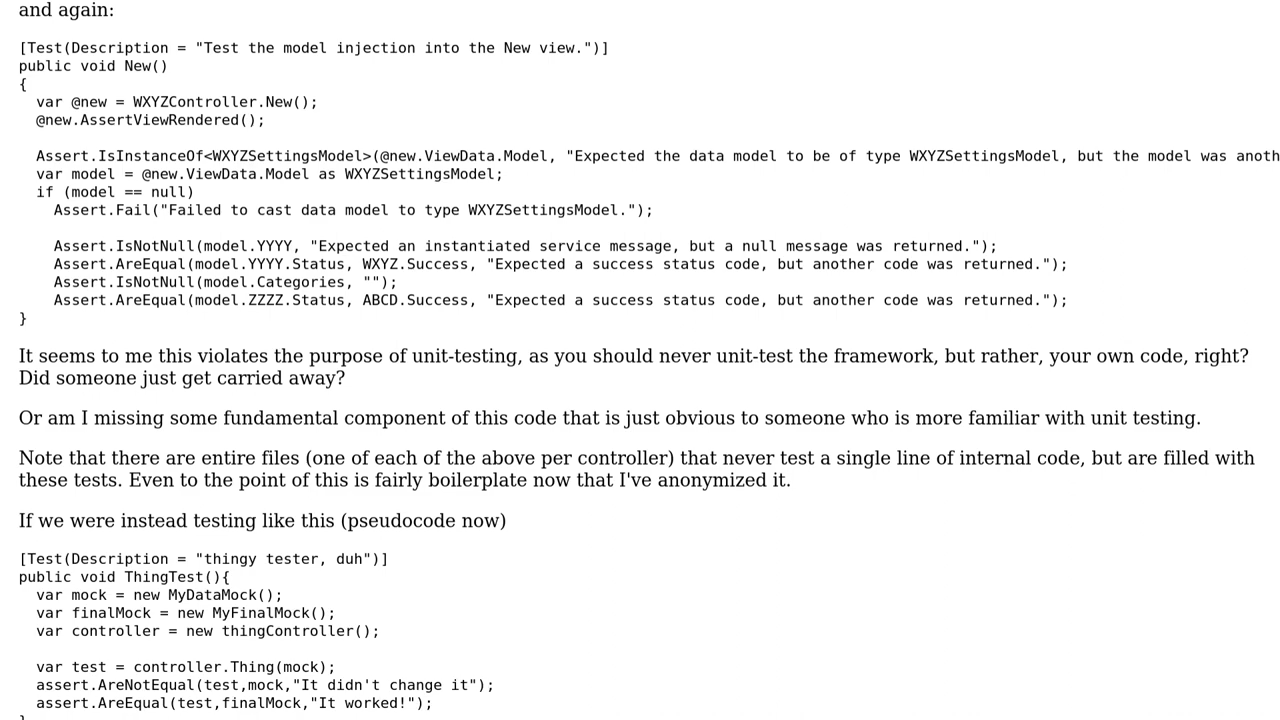 and again:
[Test(Description = "Test the model injection into the New view.")]
public void New()
{
  var @new = WXYZController.New();
  @new.AssertViewRendered();
  Assert.IsInstanceOf<WXYZSettingsModel>(@new.ViewData.Model, "Expected the data model to be of type WXYZSettingsModel, but the model was anoth
  var model = @new.ViewData.Model as WXYZSettingsModel;
  if (model == null)
    Assert.Fail("Failed to cast data model to type WXYZSettingsModel.");
    Assert.IsNotNull(model.YYYY, "Expected an instantiated service message, but a null message was returned.");
    Assert.AreEqual(model.YYYY.Status, WXYZ.Success, "Expected a success status code, but another code was returned.");
    Assert.IsNotNull(model.Categories, "");
    Assert.AreEqual(model.ZZZZ.Status, ABCD.Success, "Expected a success status code, but another code was returned.");
}
It seems to me this violates the purpose of unit-testing, as you should never unit-test the framework, but rather, your own code, right?
Did someone just get carried away?
Or am I missing some fundamental component of this code that is just obvious to someone who is more familiar with unit testing.
Note that there are entire files (one of each of the above per controller) that never test a single line of internal code, but are filled with
these tests. Even to the point of this is fairly boilerplate now that I've anonymized it.
If we were instead testing like this (pseudocode now)
[Test(Description = "thingy tester, duh")]
public void ThingTest(){
  var mock = new MyDataMock();
  var finalMock = new MyFinalMock();
  var controller = new thingController();
  var test = controller.Thing(mock);
  assert.AreNotEqual(test,mock,"It didn't change it");
  assert.AreEqual(test,finalMock,"It worked!");
}